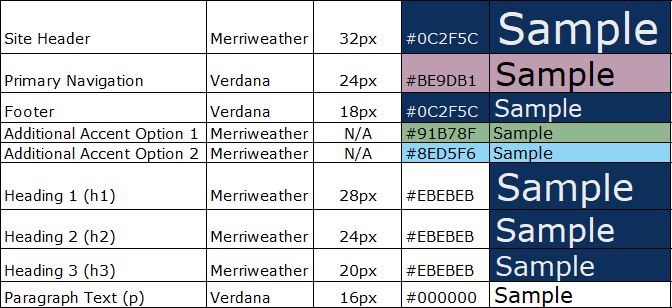 Site Header Merriweather 32px #0C2F5C Sample
Primary Navigation Verdana 24px #BE9DB1 Sample
Footer Verdana 18px #0C2F5C Sample
Additional Accent Option 1 Merriweather N/A #91B78F Sample
Additional Accent Option 2 Merriweather N/A #8ED5F6 Sample
Heading 1 (h1) Merriweather 28px #EBEBEB Sample
Heading 2 (h2) Merriweather 24px #EBEBEB Sample
Heading 3 (h3) Merriweather 20px #EBEBEB Sample
Paragraph Text (p) Verdana 16px #000000 Sample